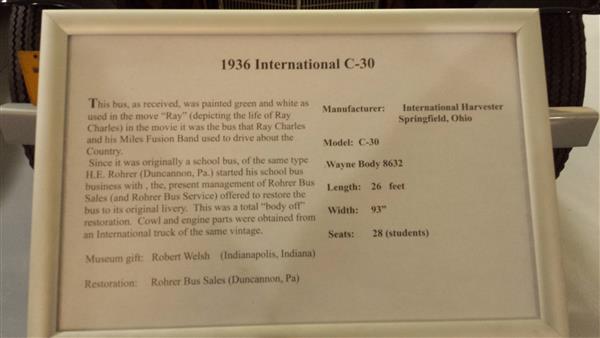 1936 International C-30
This bus, as received, was painted green and white as
used in the move "Ray" (depicting the life of Ray
Charles) in the movie it was the bus that Ray Charles
and his Miles Fusion Band used to drive about the
Country.
Since it was originally a school bus, of the same type
H.E. Rohrer (Duncannon, Pa.) started his school bus
business with , the, present management of Rohrer Bus
Sales (and Rohrer Bus Service) offered to restore the
bus to its original livery. This was a total "body off"
restoration. Cowl and engine parts were obtained from
an International truck of the same vintage.
Museum gift: Robert Welsh (Indianapolis, Indiana)
Restoration: Rohrer Bus Sales (Duncannon, Pa)
Manufacturer: International Harvester
Springfield, Ohio
Model: C-30
Wayne Body 8632
Length: 26 feet
Width: 93"
Seats: 28 (students)